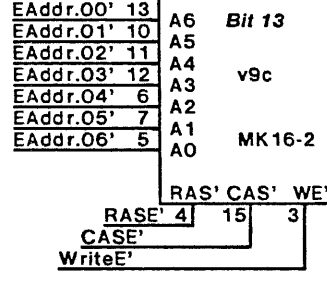 EAddr.00' 13 A6 Bit 13
EAddr.01' 10 A5
EAddr.02' 11 A4
EAddr.03' 12 A3 v9c
EAddr.04' 6 A2
EAddr.05' 7 A1 MK16-2
EAddr.06' 5 A0
RAS' CAS' WE'
RASE' 4 15 3
CASE'
WriteE'